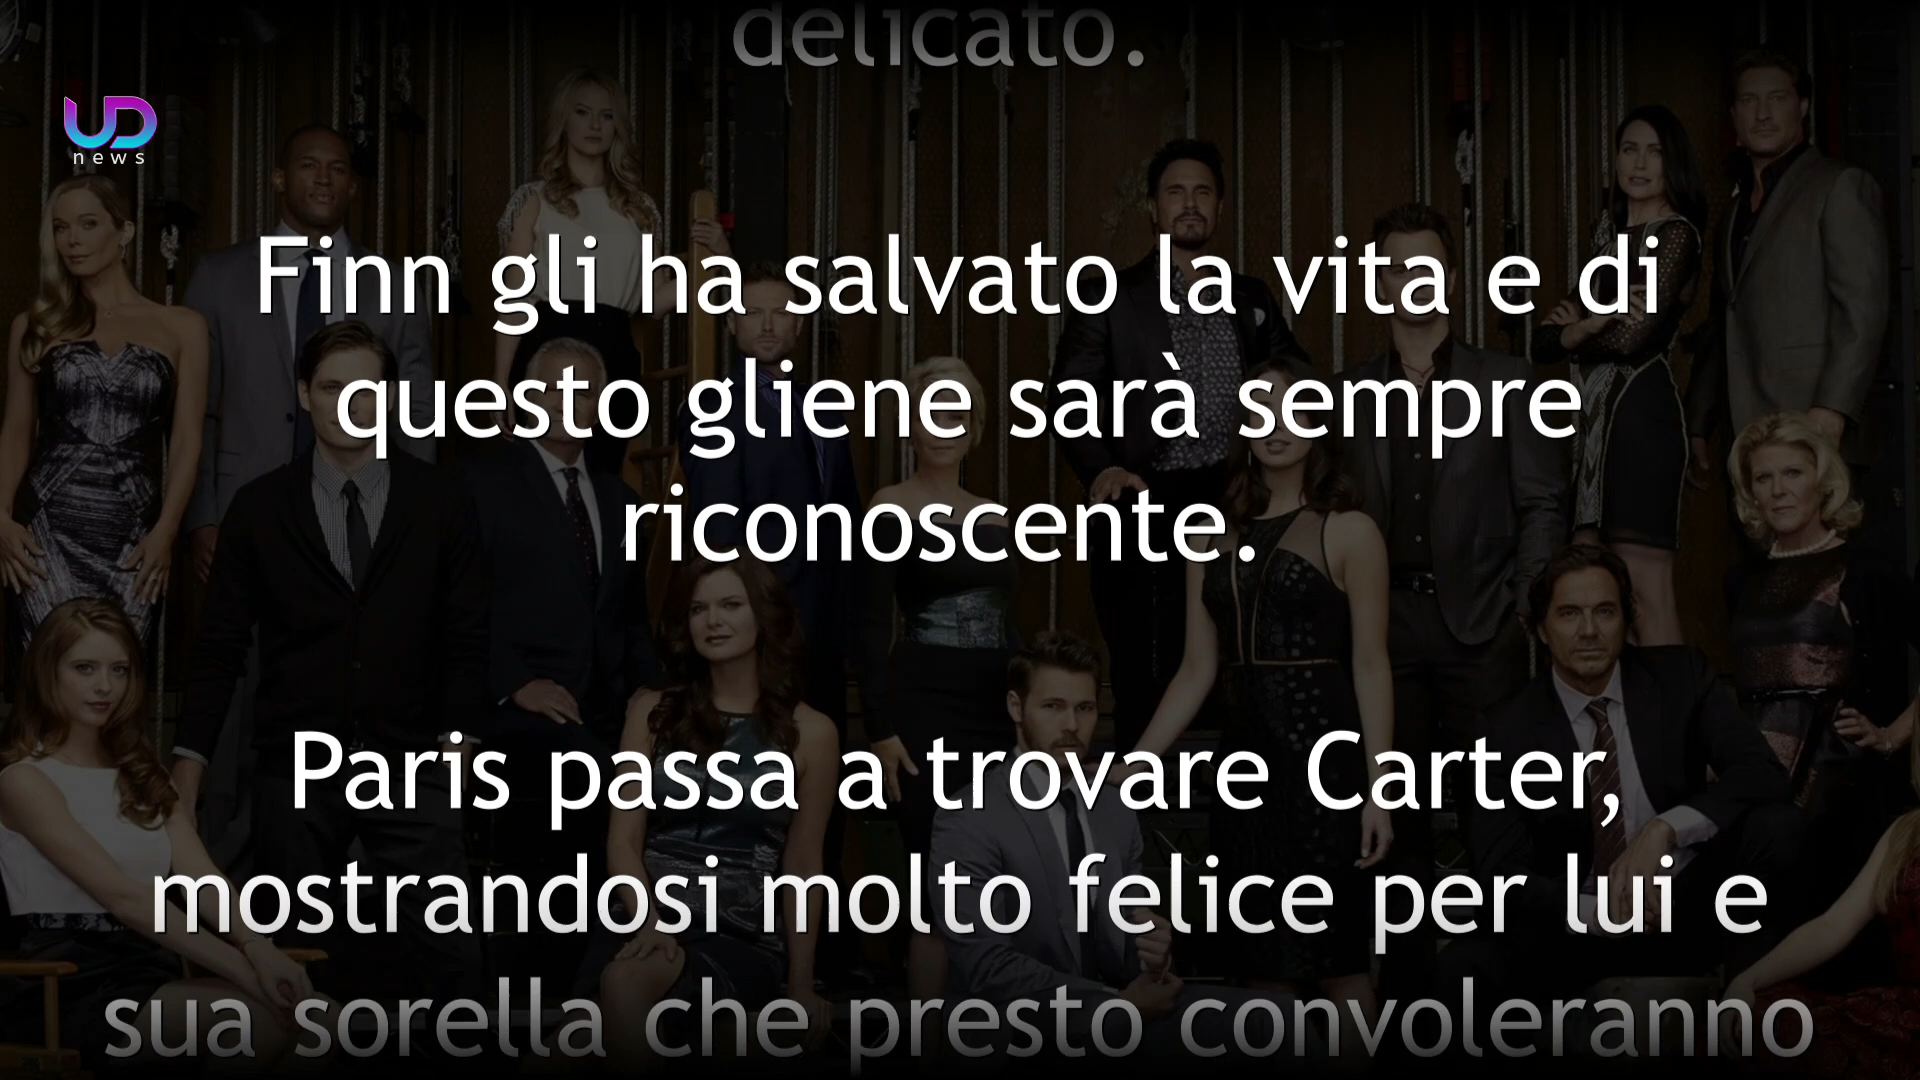 delicato.
UD
news
Finn gli ha salvato la vita e di
questo gliene sarà sempre
riconoscente.
Paris passa a trovare Carter,
mostrandosi molto felice per lui e
sua sorella che presto convoleranno